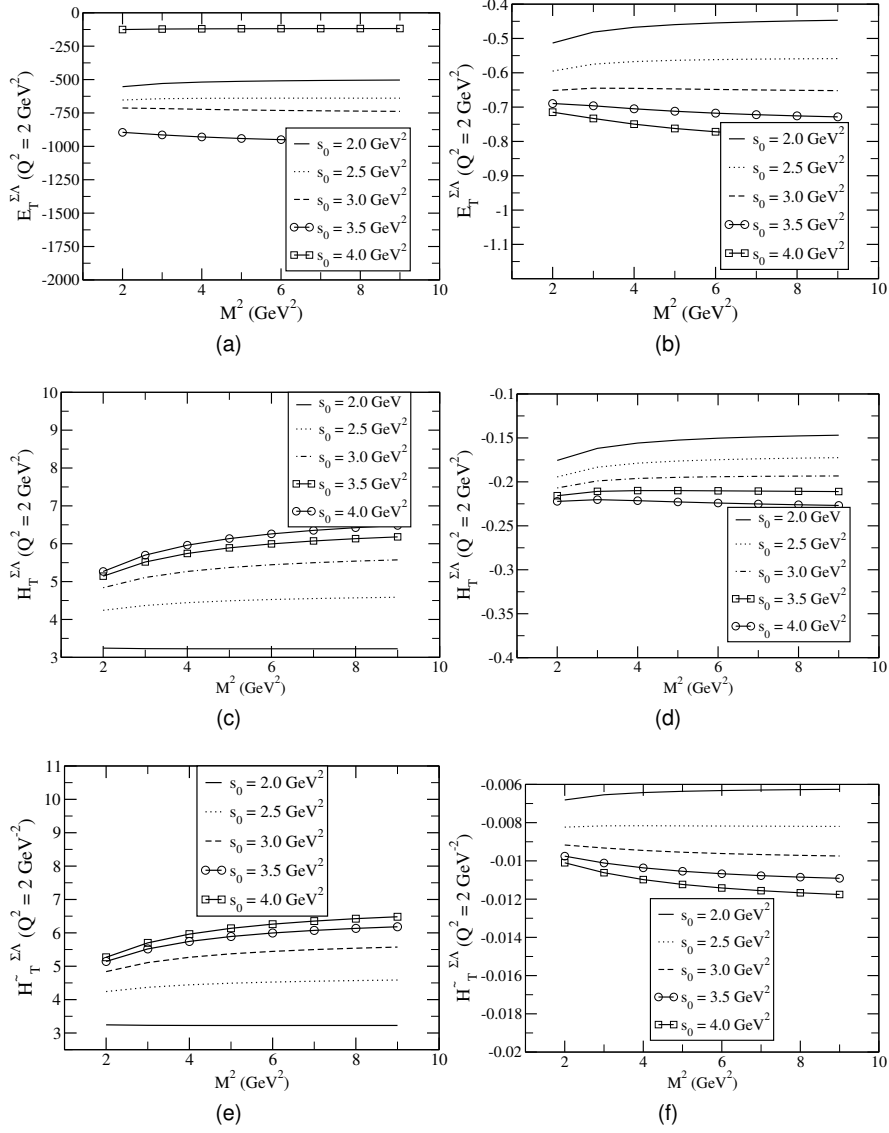 0
-250
-500
-750
-1000
-1250
-1500
-1750
-2000
2 4 6 8 10
M² (GeV²)
E_T^ΣΛ (Q² = 2 GeV²)
s₀ = 2.0 GeV²
s₀ = 2.5 GeV²
s₀ = 3.0 GeV²
s₀ = 3.5 GeV²
s₀ = 4.0 GeV²
(a)
-0.4
-0.5
-0.6
-0.7
-0.8
-0.9
-1
-1.1
2 4 6 8 10
M² (GeV²)
E_T^ΣΛ (Q² = 2 GeV²)
s₀ = 2.0 GeV²
s₀ = 2.5 GeV²
s₀ = 3.0 GeV²
s₀ = 3.5 GeV²
s₀ = 4.0 GeV²
(b)
10
9
8
7
6
5
4
3
2 4 6 8 10
M² (GeV²)
H_T^ΣΛ (Q² = 2 GeV²)
s₀ = 2.0 GeV
s₀ = 2.5 GeV²
s₀ = 3.0 GeV²
s₀ = 3.5 GeV²
s₀ = 4.0 GeV²
(c)
-0.1
-0.15
-0.2
-0.25
-0.3
-0.35
-0.4
2 4 6 8 10
M² (GeV²)
H_T^ΣΛ (Q² = 2 GeV²)
s₀ = 2.0 GeV
s₀ = 2.5 GeV²
s₀ = 3.0 GeV²
s₀ = 3.5 GeV²
s₀ = 4.0 GeV²
(d)
11
10
9
8
7
6
5
4
3
2 4 6 8 10
M² (GeV²)
H~_T^ΣΛ (Q² = 2 GeV⁻²)
s₀ = 2.0 GeV²
s₀ = 2.5 GeV²
s₀ = 3.0 GeV²
s₀ = 3.5 GeV²
s₀ = 4.0 GeV²
(e)
-0.006
-0.008
-0.01
-0.012
-0.014
-0.016
-0.018
-0.02
2 4 6 8 10
M² (GeV²)
H~_T^ΣΛ (Q² = 2 GeV⁻²)
s₀ = 2.0 GeV²
s₀ = 2.5 GeV²
s₀ = 3.0 GeV²
s₀ = 3.5 GeV²
s₀ = 4.0 GeV²
(f)